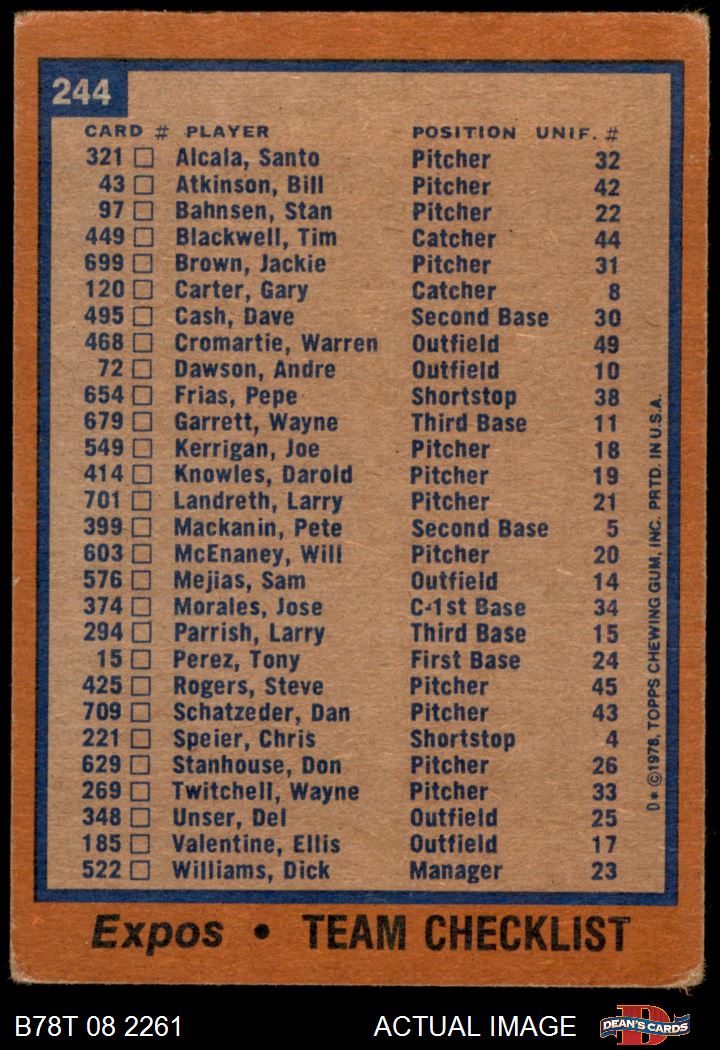 244
CARD # PLAYER POSITION UNIF. #
321 Alcala, Santo Pitcher 32
43 Atkinson, Bill Pitcher 42
97 Bahnsen, Stan Pitcher 22
449 Blackwell, Tim Catcher 44
699 Brown, Jackie Pitcher 31
120 Carter, Gary Catcher 8
495 Cash, Dave Second Base 30
468 Cromartie, Warren Outfield 49
72 Dawson, Andre Outfield 10
654 Frias, Pepe Shortstop 38
679 Garrett, Wayne Third Base 11
549 Kerrigan, Joe Pitcher 18
414 Knowles, Darold Pitcher 19
701 Landreth, Larry Pitcher 21
399 Mackanin, Pete Second Base 5
603 McEnaney, Will Pitcher 20
576 Mejias, Sam Outfield 14
374 Morales, Jose C-1st Base 34
294 Parrish, Larry Third Base 15
15 Perez, Tony First Base 24
425 Rogers, Steve Pitcher 45
709 Schatzeder, Dan Pitcher 43
221 Speier, Chris Shortstop 4
629 Stanhouse, Don Pitcher 26
269 Twitchell, Wayne Pitcher 33
348 Unser, Del Outfield 25
185 Valentine, Ellis Outfield 17
522 Williams, Dick Manager 23
D* ©1978, TOPPS CHEWING GUM, INC. PRTD. IN U.S.A.
Expos • TEAM CHECKLIST
B78T 08 2261 ACTUAL IMAGE
D
DEAN'S CARDS